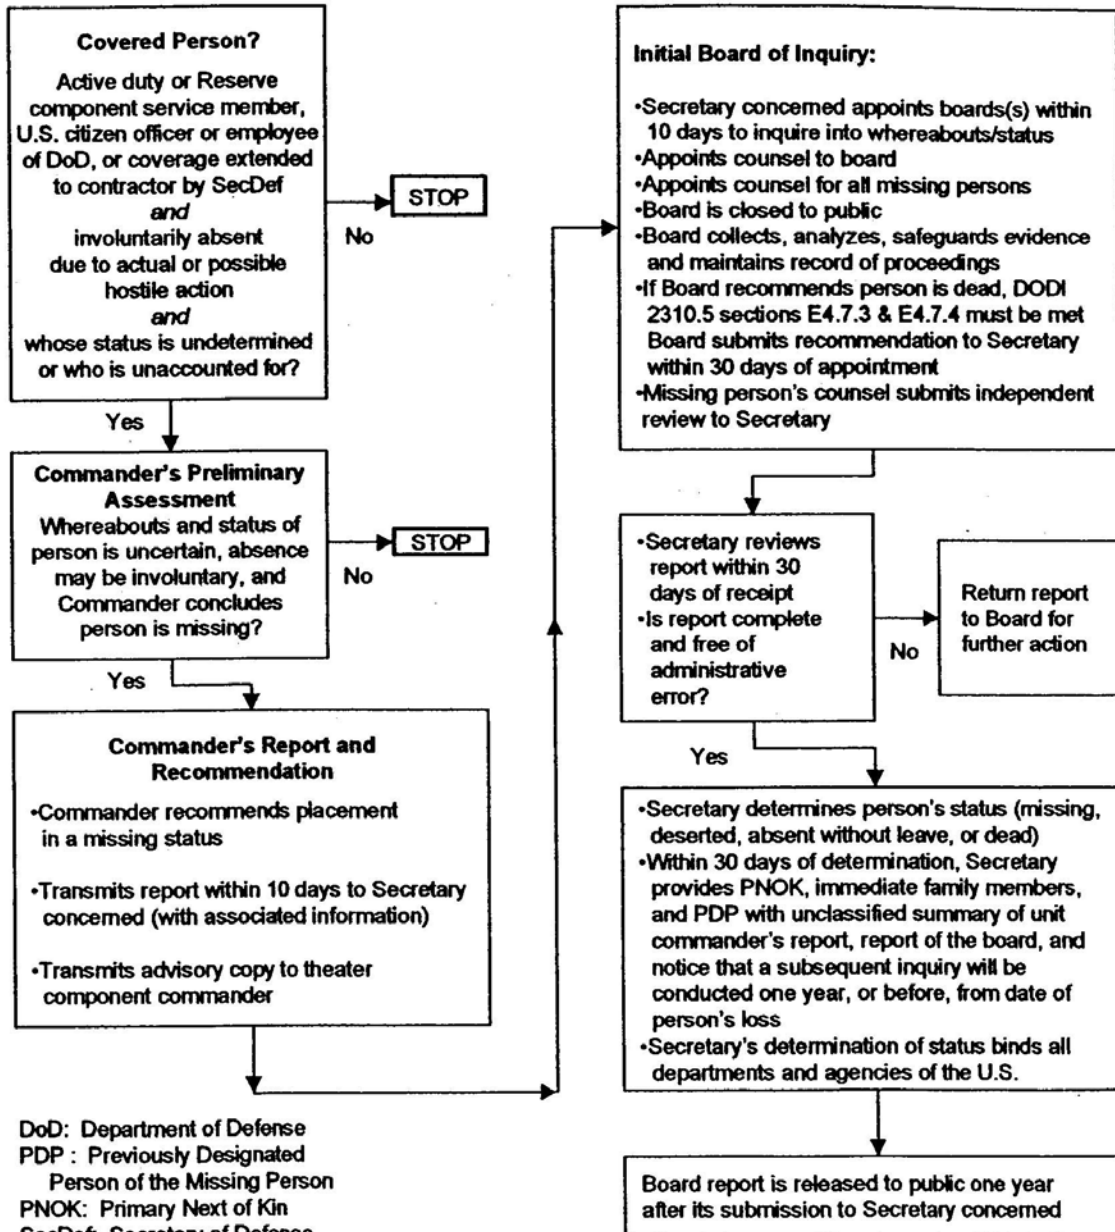 Covered Person?
Active duty or Reserve
component service member,
U.S. citizen officer or employee
of DoD, or coverage extended
to contractor by SecDef
and
involuntarily absent
due to actual or possible
hostile action
and
whose status is undetermined
or who is unaccounted for?
STOP
No
Yes
Commander's Preliminary
Assessment
Whereabouts and status of
person is uncertain, absence
may be involuntary, and
Commander concludes
person is missing?
STOP
No
Yes
Commander's Report and
Recommendation
•Commander recommends placement
in a missing status
•Transmits report within 10 days to Secretary
concerned (with associated information)
•Transmits advisory copy to theater
component commander
DoD: Department of Defense
PDP : Previously Designated
Person of the Missing Person
PNOK: Primary Next of Kin
SecDef: Secretary of Defense
Initial Board of Inquiry:
•Secretary concerned appoints boards(s) within
10 days to inquire into whereabouts/status
•Appoints counsel to board
•Appoints counsel for all missing persons
•Board is closed to public
•Board collects, analyzes, safeguards evidence
and maintains record of proceedings
•If Board recommends person is dead, DODI
2310.5 sections E4.7.3 & E4.7.4 must be met
Board submits recommendation to Secretary
within 30 days of appointment
•Missing person's counsel submits independent
review to Secretary
•Secretary reviews
report within 30
days of receipt
•Is report complete
and free of
administrative
error?
No
Return report
to Board for
further action
Yes
•Secretary determines person's status (missing,
deserted, absent without leave, or dead)
•Within 30 days of determination, Secretary
provides PNOK, immediate family members,
and PDP with unclassified summary of unit
commander's report, report of the board, and
notice that a subsequent inquiry will be
conducted one year, or before, from date of
person's loss
•Secretary's determination of status binds all
departments and agencies of the U.S.
Board report is released to public one year
after its submission to Secretary concerned